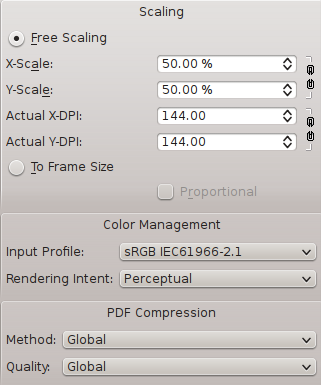 Scaling
Free Scaling
X-Scale: 50.00 %
Y-Scale: 50.00 %
Actual X-DPI: 144.00
Actual Y-DPI: 144.00
To Frame Size
Proportional
Color Management
Input Profile: sRGB IEC61966-2.1
Rendering Intent: Perceptual
PDF Compression
Method: Global
Quality: Global